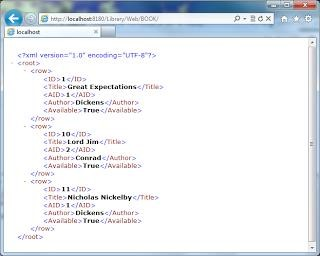 http://localhost:8180/Library/Web/BOOK/
localhost
<?xml version="1.0" encoding="UTF-8"?>
- <root>
- <row>
<ID>1</ID>
<Title>Great Expectations</Title>
<AID>1</AID>
<Author>Dickens</Author>
<Available>True</Available>
</row>
- <row>
<ID>10</ID>
<Title>Lord Jim</Title>
<AID>2</AID>
<Author>Conrad</Author>
<Available>True</Available>
</row>
- <row>
<ID>11</ID>
<Title>Nicholas Nickelby</Title>
<AID>1</AID>
<Author>Dickens</Author>
<Available>True</Available>
</row>
</root>